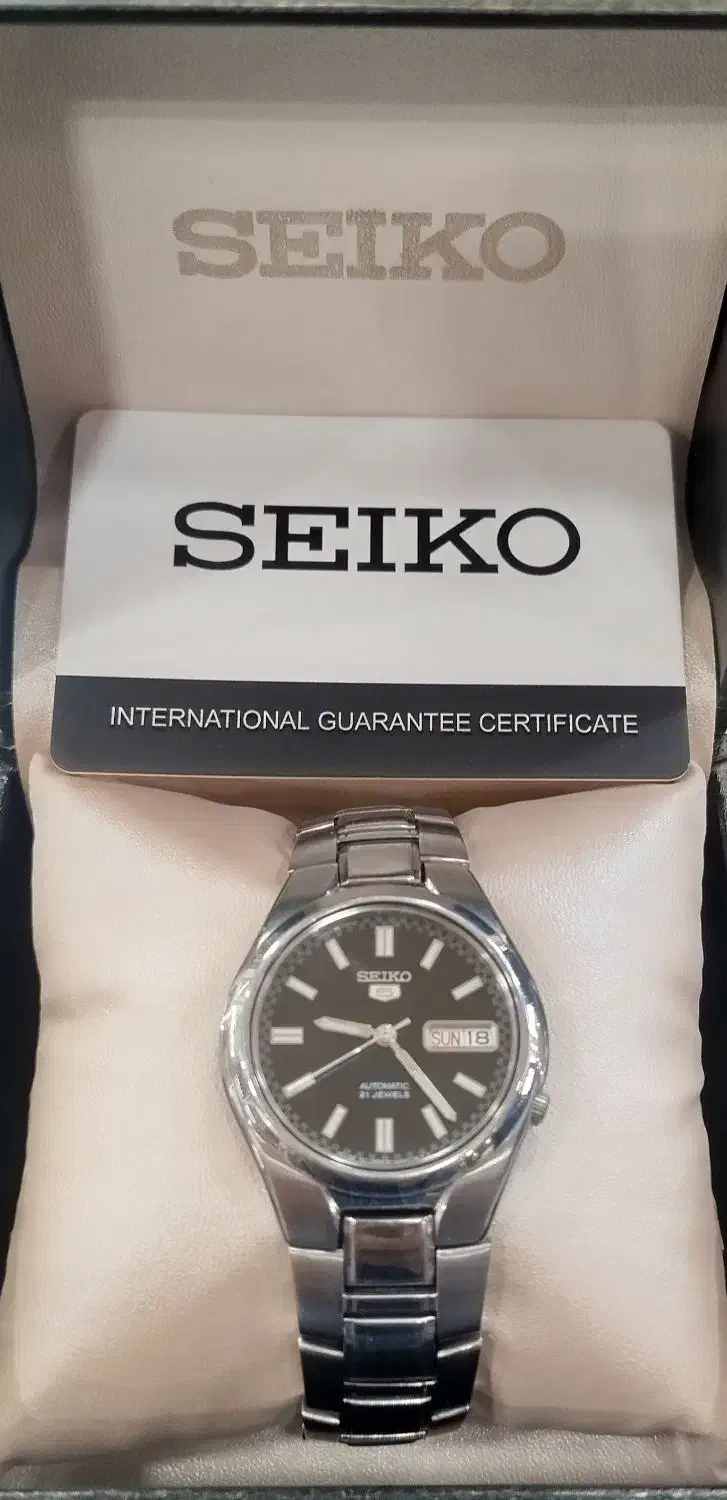 SEIKO
SEIKO
INTERNATIONAL GUARANTEE CERTIFICATE
SEIKO
5
SUN 18
AUTOMATIC
21 JEWELS